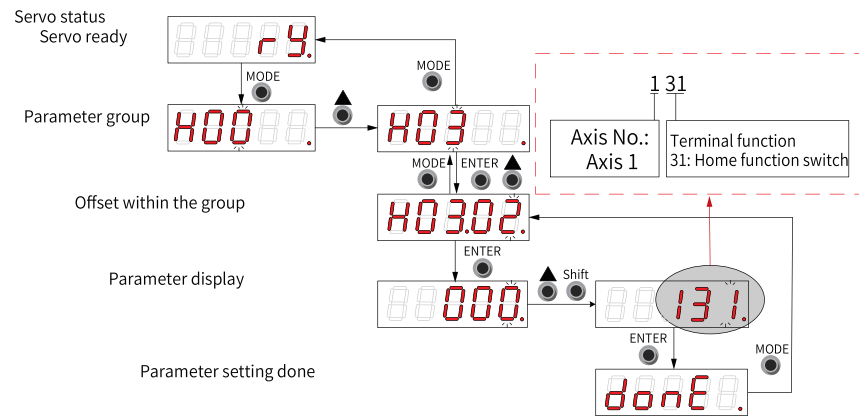 Servo status
Servo ready
ry.
MODE
Parameter group
H00.
H03.
MODE
MODE ENTER
Offset within the group
H03.02.
ENTER
Parameter display
000.
Shift
131.
1 31
Axis No.:
Axis 1
Terminal function
31: Home function switch
ENTER
MODE
Parameter setting done
donE.